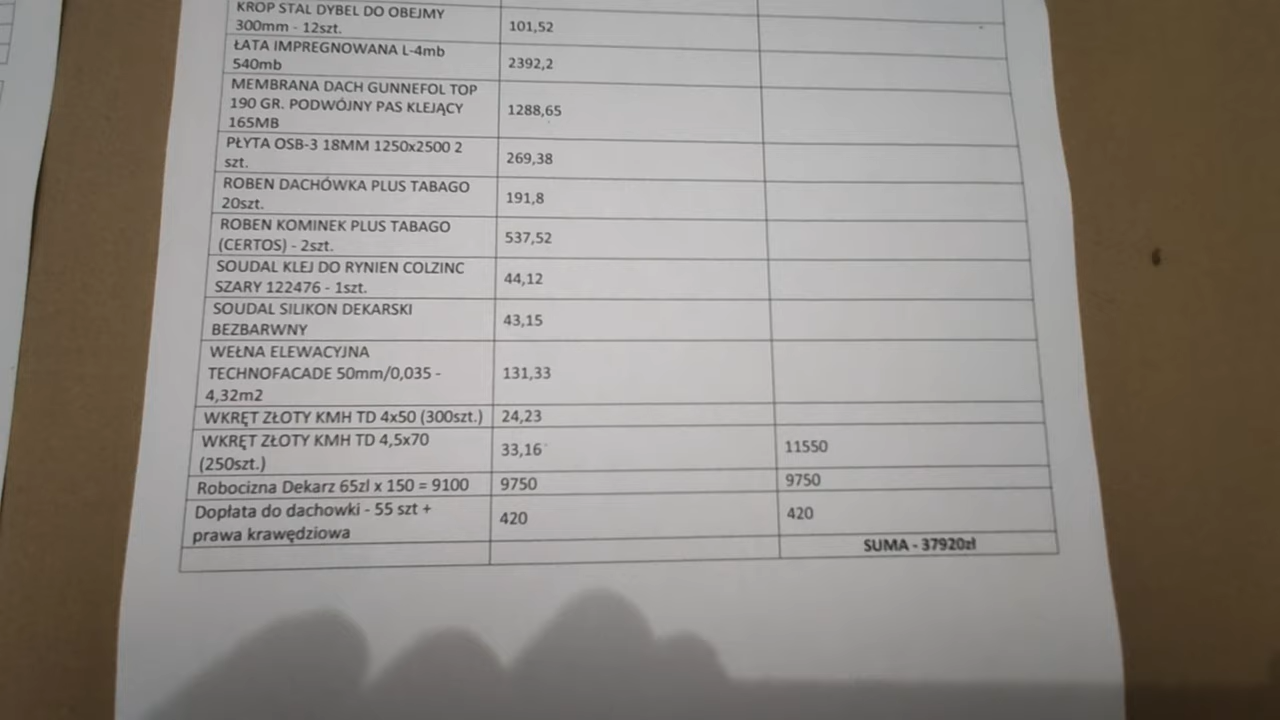 KROP STAL DYBEL DO OBEJMY
300mm - 12szt.
101,52
ŁATA IMPREGNOWANA L-4mb
540mb
2392,2
MEMBRANA DACH GUNNEFOL TOP
190 GR. PODWÓJNY PAS KLEJĄCY
165MB
1288,65
PŁYTA OSB-3 18MM 1250x2500 2
szt.
269,38
ROBEN DACHÓWKA PLUS TABAGO
20szt.
191,8
ROBEN KOMINEK PLUS TABAGO
(CERTOS) - 2szt.
537,52
SOUDAL KLEJ DO RYNIEN COLZINC
SZARY 122476 - 1szt.
44,12
SOUDAL SILIKON DEKARSKI
BEZBARWNY
43,15
WEŁNA ELEWACYJNA
TECHNOFACADE 50mm/0,035 -
4,32m2
131,33
WKRĘT ZŁOTY KMH TD 4x50 (300szt.)
24,23
WKRĘT ZŁOTY KMH TD 4,5x70
(250szt.)
33,16
11550
Robocizna Dekarz 65zl x 150 = 9100
9750
9750
Dopłata do dachowki - 55 szt +
prawa krawędziowa
420
420
SUMA - 37920zł